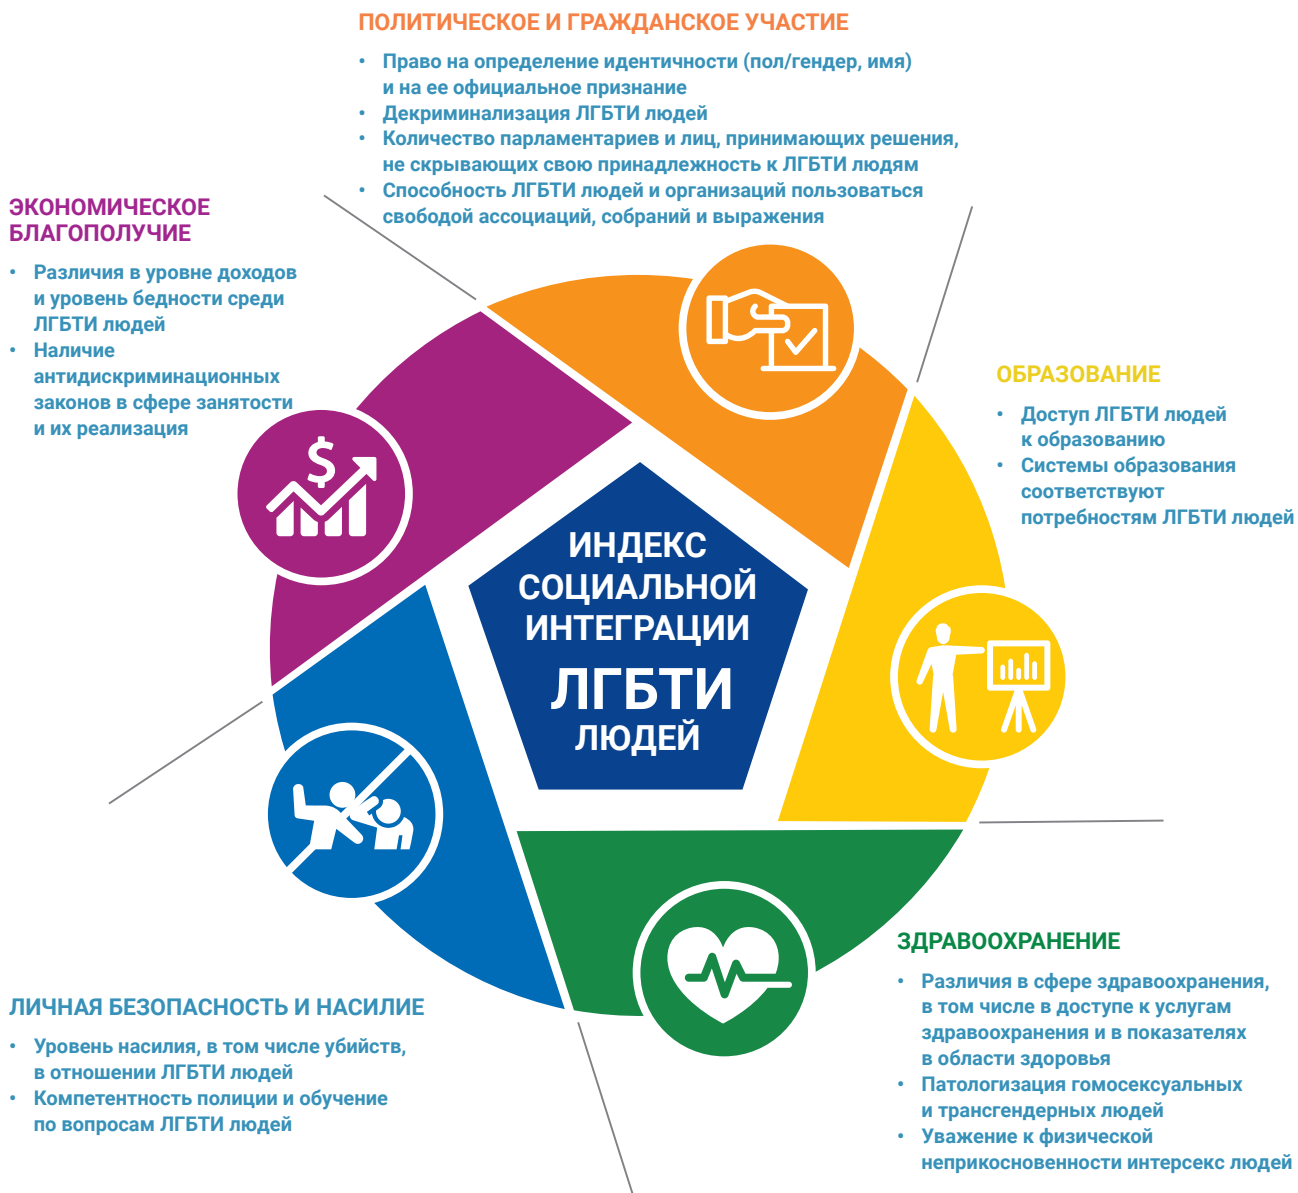 ПОЛИТИЧЕСКОЕ И ГРАЖДАНСКОЕ УЧАСТИЕ
• Право на определение идентичности (пол/гендер, имя)
и на ее официальное признание
• Декриминализация ЛГБТИ людей
• Количество парламентариев и лиц, принимающих решения,
не скрывающих свою принадлежность к ЛГБТИ людям
• Способность ЛГБТИ людей и организаций пользоваться
свободой ассоциаций, собраний и выражения
ЭКОНОМИЧЕСКОЕ
БЛАГОПОЛУЧИЕ
• Различия в уровне доходов
и уровень бедности среди
ЛГБТИ людей
• Наличие
антидискриминационных
законов в сфере занятости
и их реализация
ОБРАЗОВАНИЕ
• Доступ ЛГБТИ людей
к образованию
• Системы образования
соответствуют
потребностям ЛГБТИ людей
$
ИНДЕКС
СОЦИАЛЬНОЙ
ИНТЕГРАЦИИ
ЛГБТИ
ЛЮДЕЙ
ЛИЧНАЯ БЕЗОПАСНОСТЬ И НАСИЛИЕ
• Уровень насилия, в том числе убийств,
в отношении ЛГБТИ людей
• Компетентность полиции и обучение
по вопросам ЛГБТИ людей
ЗДРАВООХРАНЕНИЕ
• Различия в сфере здравоохранения,
в том числе в доступе к услугам
здравоохранения и в показателях
в области здоровья
• Патологизация гомосексуальных
и трансгендерных людей
• Уважение к физической
неприкосновенности интерсекс людей